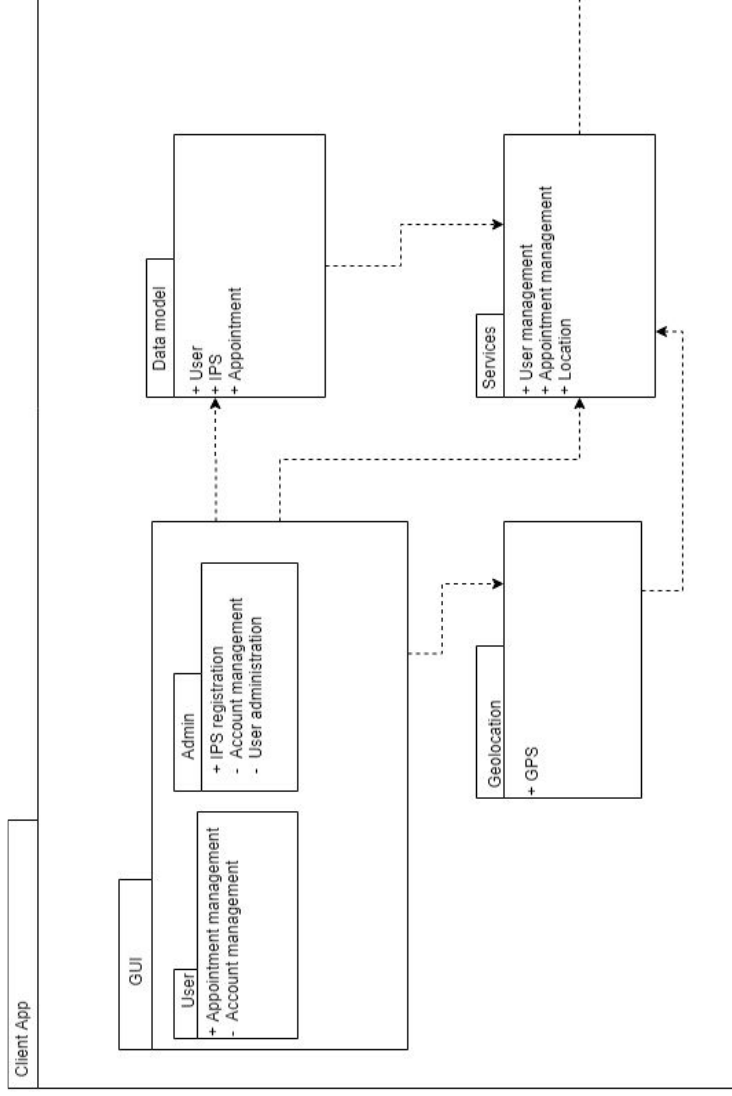 Client App
GUI
User
+ Appointment management
- Account management
Admin
+ IPS registration
- Account management
- User administration
Data model
+ User
+ IPS
+ Appointment
Geolocation
+ GPS
Services
+ User management
+ Appointment management
+ Location